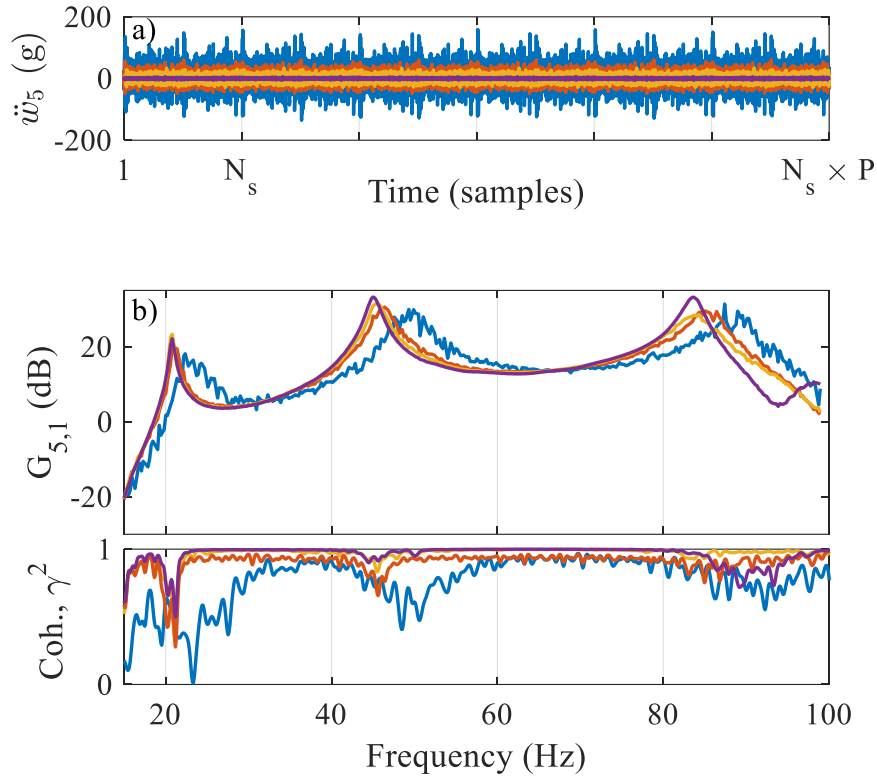 a)
200
0
-200
ẅ₅ (g)
1
Nₛ
Nₛ × P
Time (samples)
b)
20
0
-20
G₅,₁ (dB)
1
0
Coh., γ²
20
40
60
80
100
Frequency (Hz)